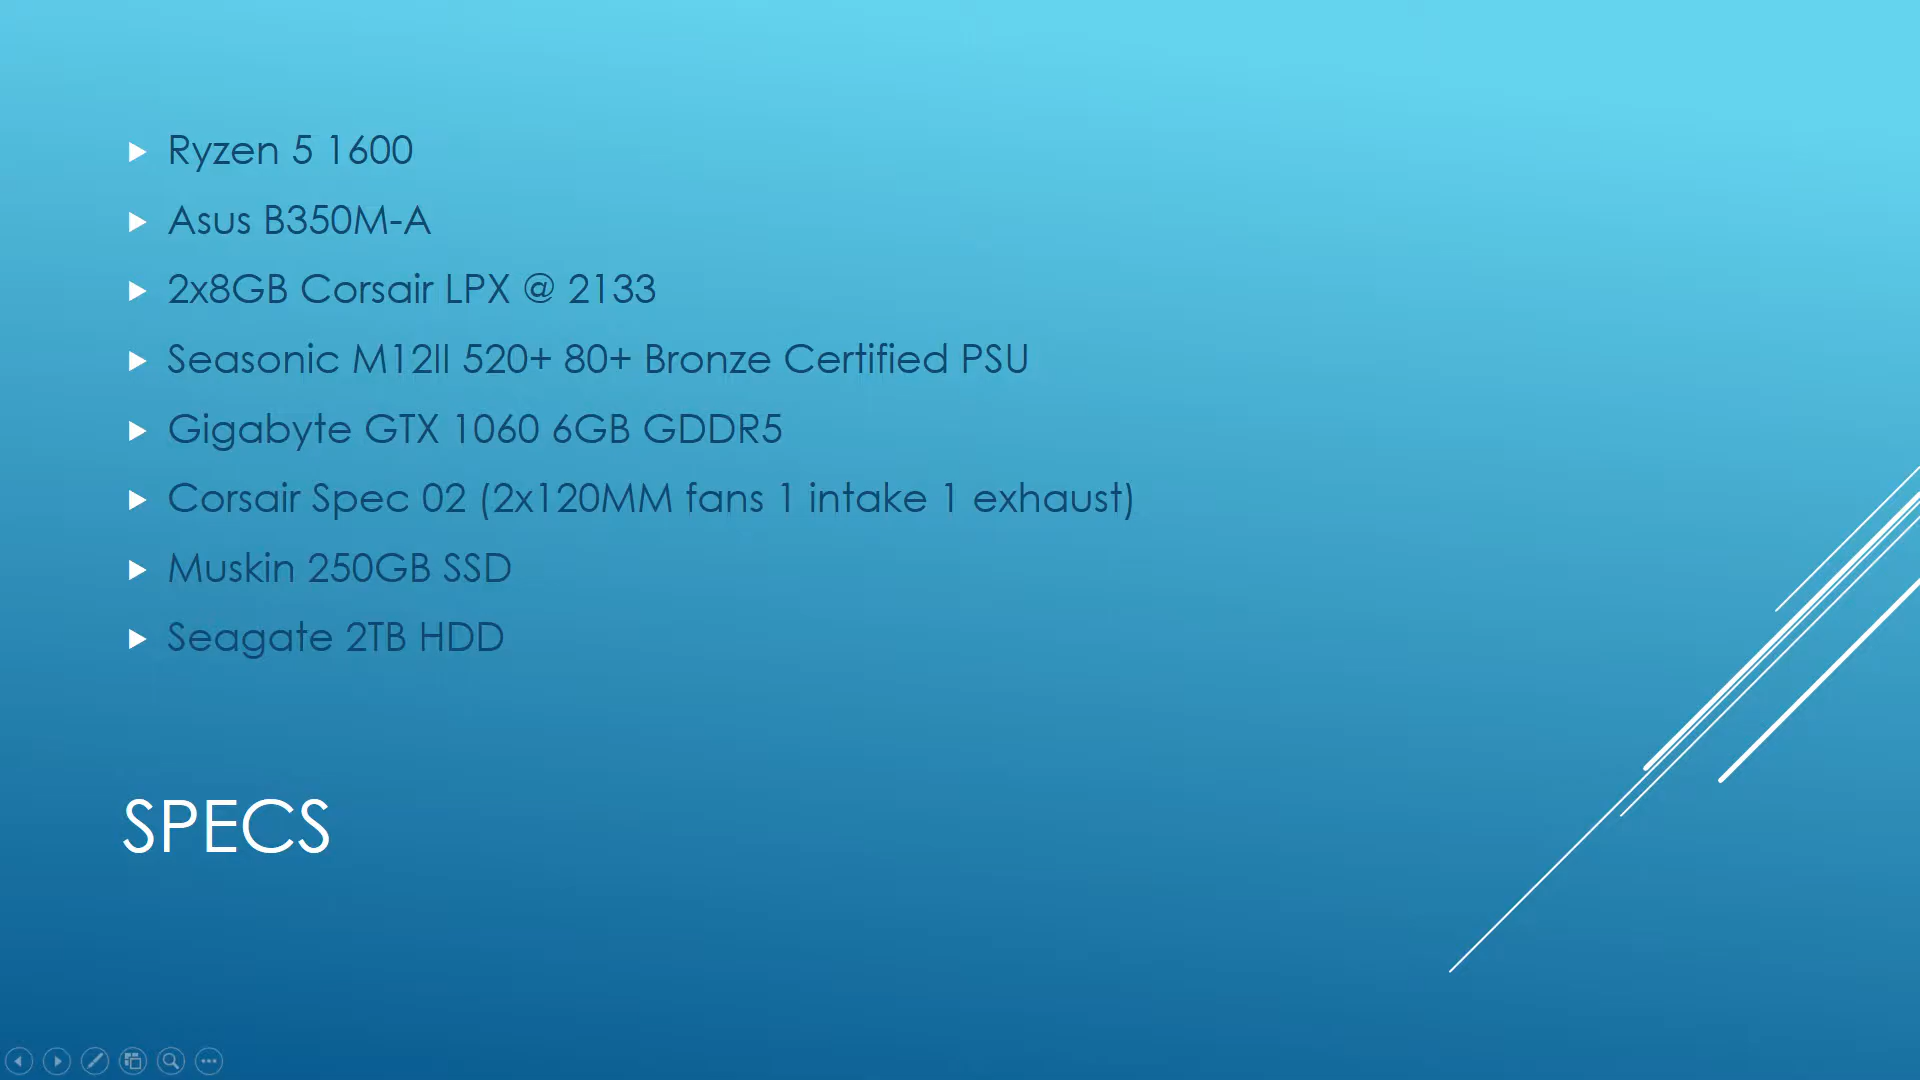 Ryzen 5 1600
Asus B350M-A
2x8GB Corsair LPX @ 2133
Seasonic M12II 520+ 80+ Bronze Certified PSU
Gigabyte GTX 1060 6GB GDDR5
Corsair Spec 02 (2x120MM fans 1 intake 1 exhaust)
Muskin 250GB SSD
Seagate 2TB HDD
SPECS